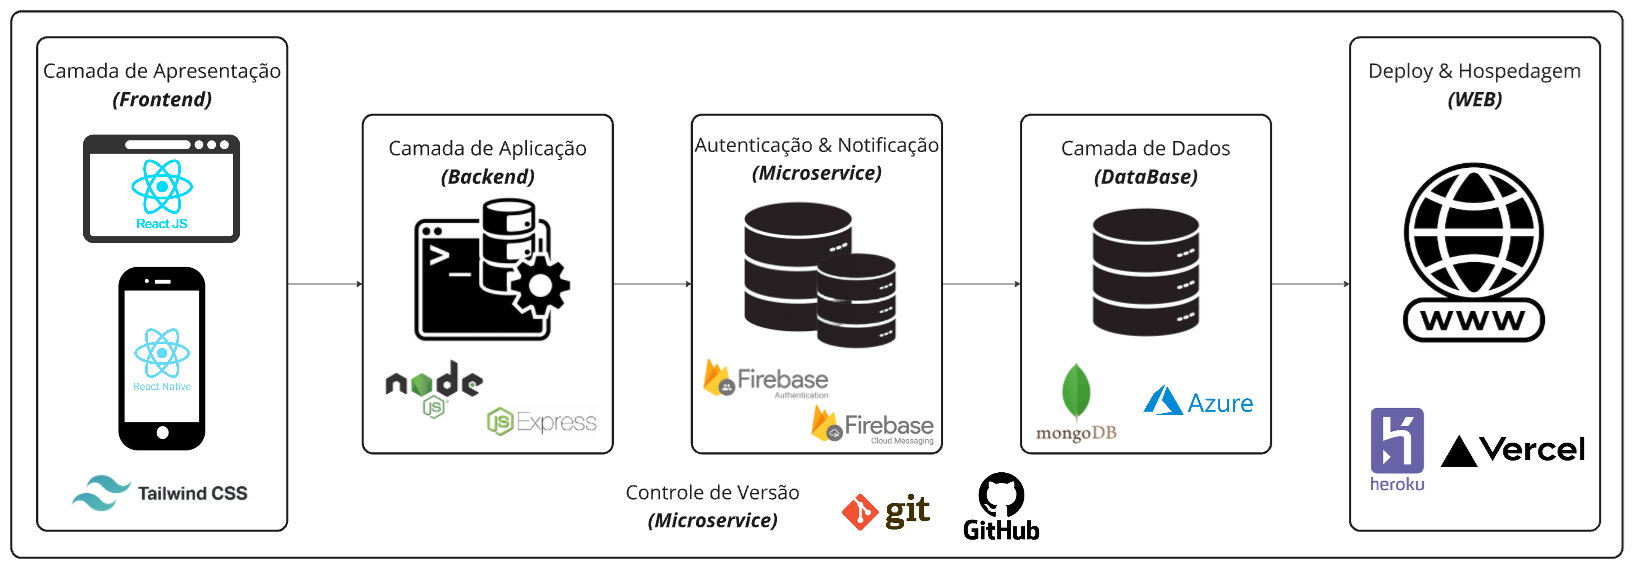 Camada de Apresentação
(Frontend)
React JS
React Native
Tailwind CSS
Camada de Aplicação
(Backend)
>_
node
JS
JS Express
Autenticação & Notificação
(Microservice)
Firebase
Authentication
Firebase
Cloud Messaging
Camada de Dados
(DataBase)
mongoDB
Azure
Deploy & Hospedagem
(WEB)
WWW
heroku
Vercel
Controle de Versão
(Microservice)
git
GitHub